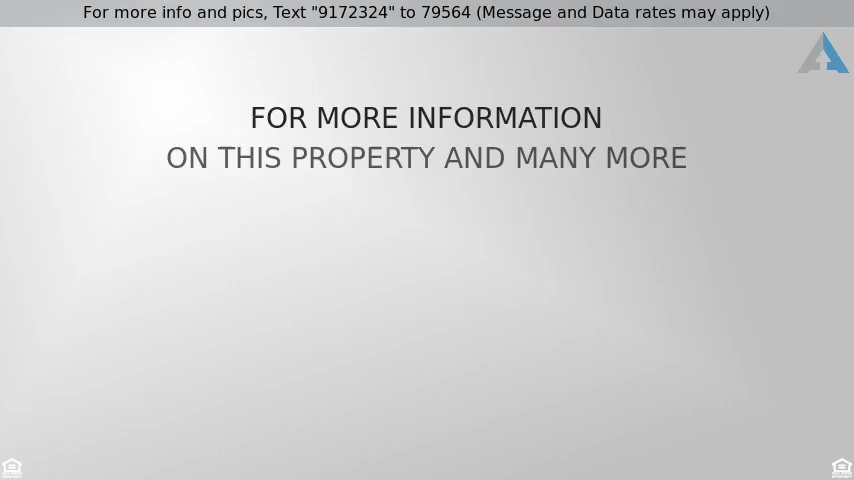 For more info and pics, Text "9172324" to 79564 (Message and Data rates may apply)
FOR MORE INFORMATION
ON THIS PROPERTY AND MANY MORE